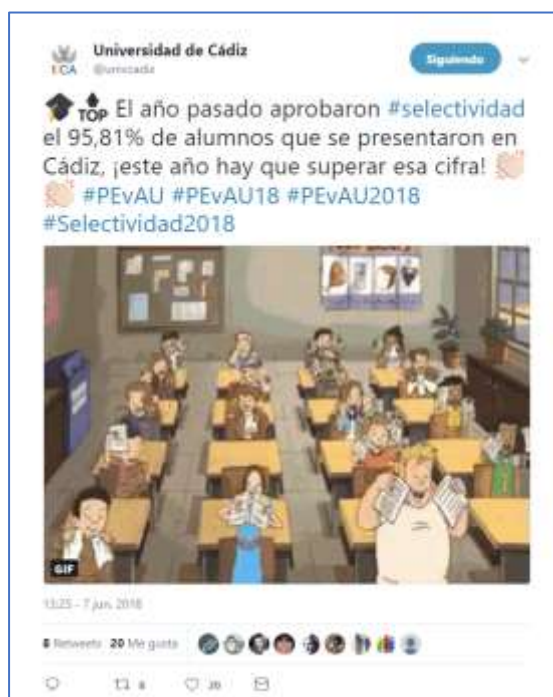 Universidad de Cádiz
@univcadiz
Siguiendo
TOP El año pasado aprobaron #selectividad
el 95,81% de alumnos que se presentaron en
Cádiz, ¡este año hay que superar esa cifra!
#PEvAU #PEvAU18 #PEvAU2018
#Selectividad2018
GIF
13:25 - 7 jun. 2018
8 Retweets 20 Me gusta
8
20